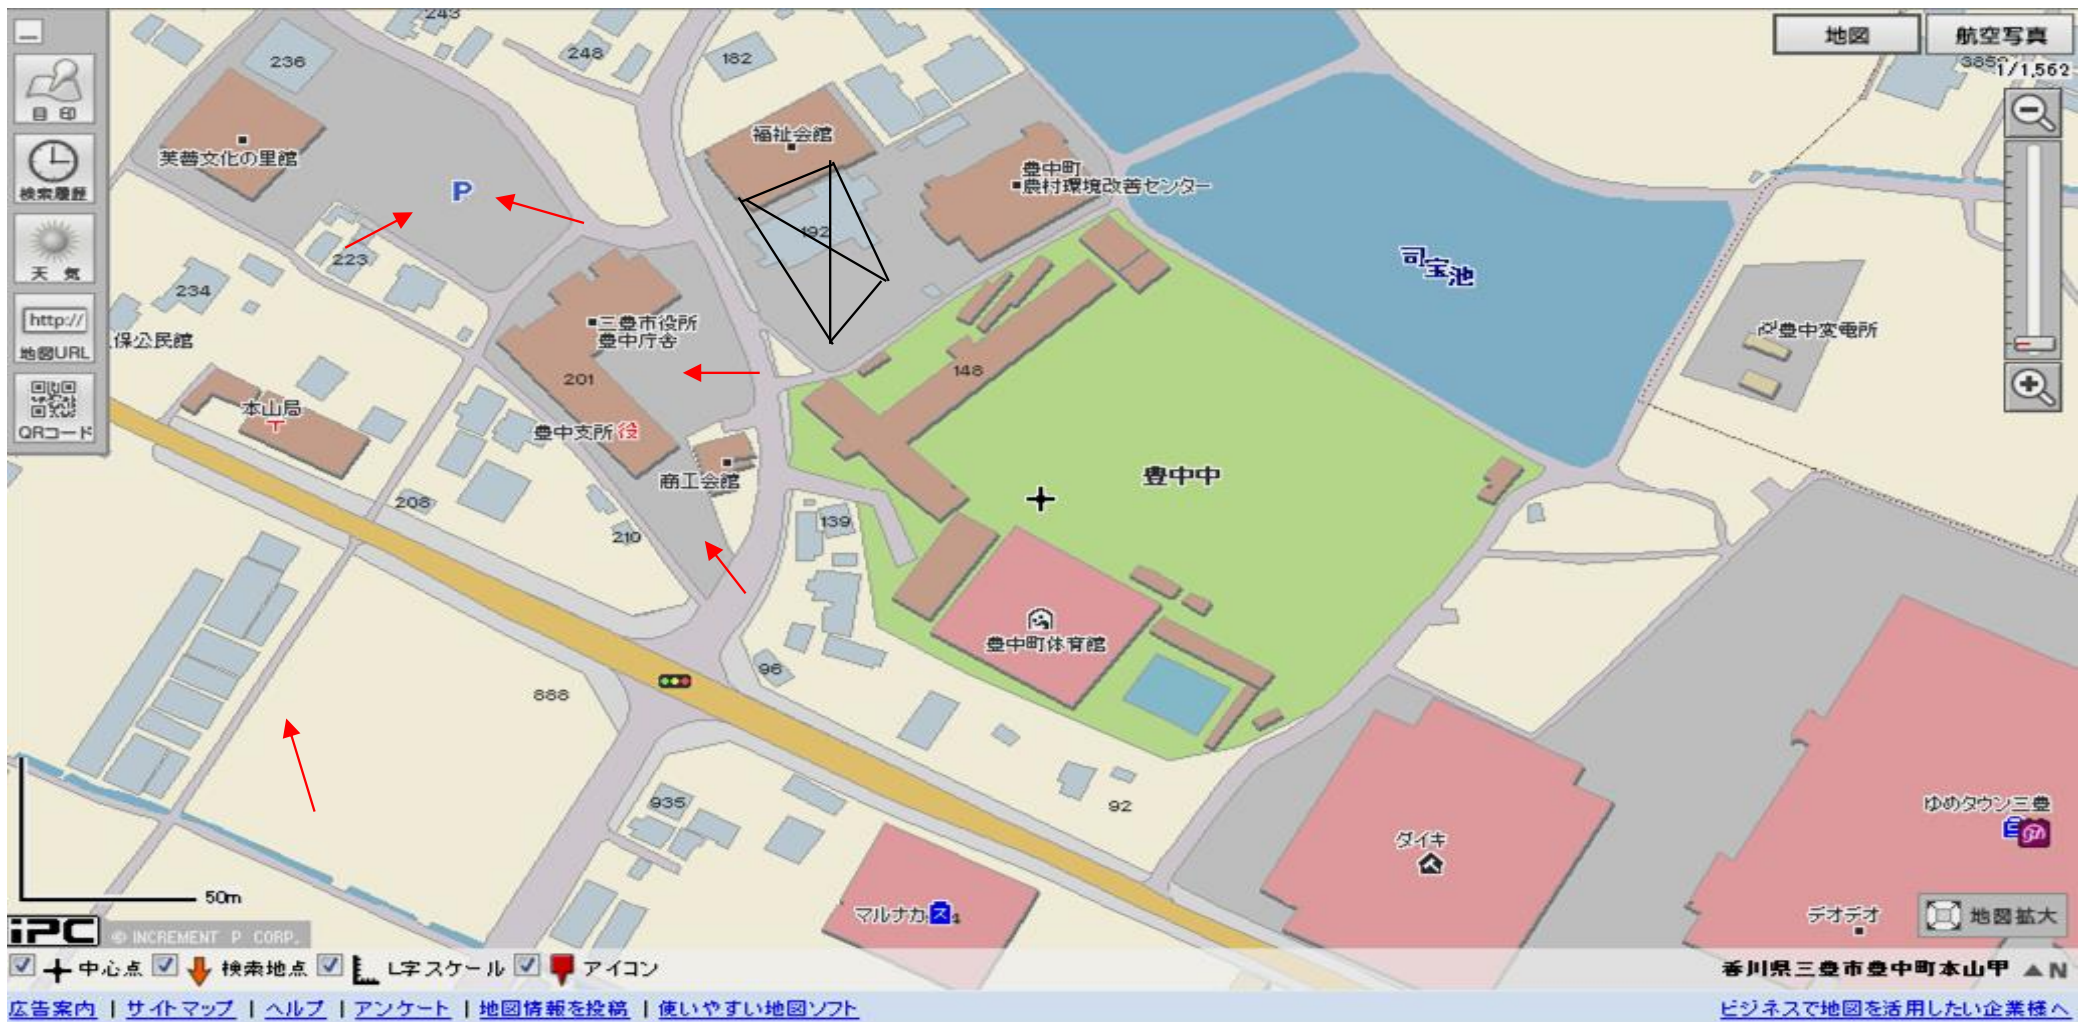 243
地図
航空写真
236
248
182
385
1/1,562
目印
福祉会館
芙蓉文化の里館
豊中町
農村環境改善センター
検索履歴
P
192
223
司宝池
天気
234
http://
地図URL
保公民館
三豊市役所
豊中庁舎
豊中変電所
201
148
QRコード
本山局
豊中支所 役
商工会館
豊中中
208
139
210
豊中町体育館
96
888
935
92
ゆめタウン三豊
ダイキ
50m
マルナカ ス
デオデオ
地図拡大
iPC
© INCREMENT P CORP.
中心点 検索地点 L字スケール アイコン
香川県三豊市豊中町本山甲 ▲N
広告案内 | サイトマップ | ヘルプ | アンケート | 地図情報を投稿 | 使いやすい地図ソフト
ビジネスで地図を活用したい企業様へ